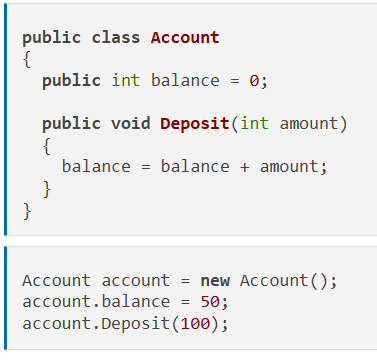 public class Account
{
  public int balance = 0;

  public void Deposit(int amount)
  {
    balance = balance + amount;
  }
}

Account account = new Account();
account.balance = 50;
account.Deposit(100);